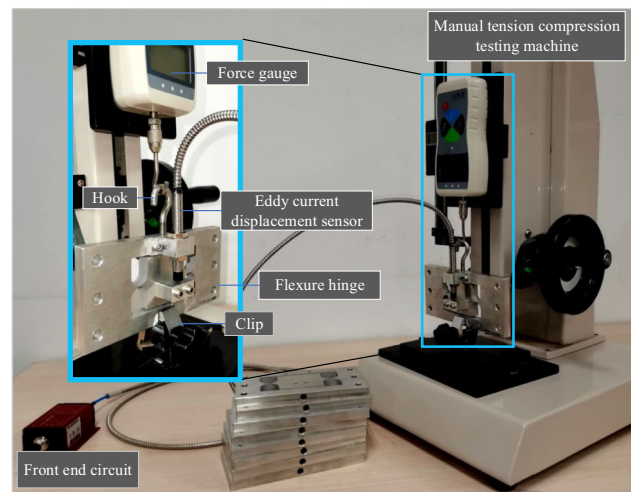 Manual tension compression
testing machine
Force gauge
Hook
Eddy current
displacement sensor
Flexure hinge
Clip
Front end circuit